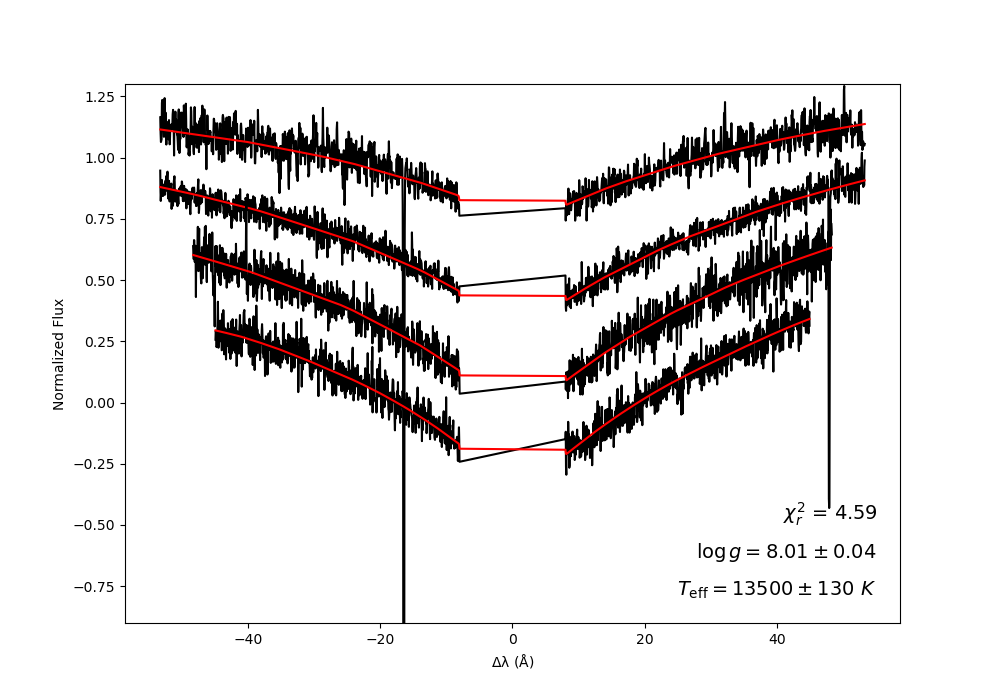 1.25
1.00
0.75
0.50
0.25
0.00
−0.25
−0.50
−0.75
Normalized Flux
χ²ᵣ = 4.59
log g = 8.01 ± 0.04
T_eff = 13500 ± 130 K
−40 −20 0 20 40
Δλ (Å)